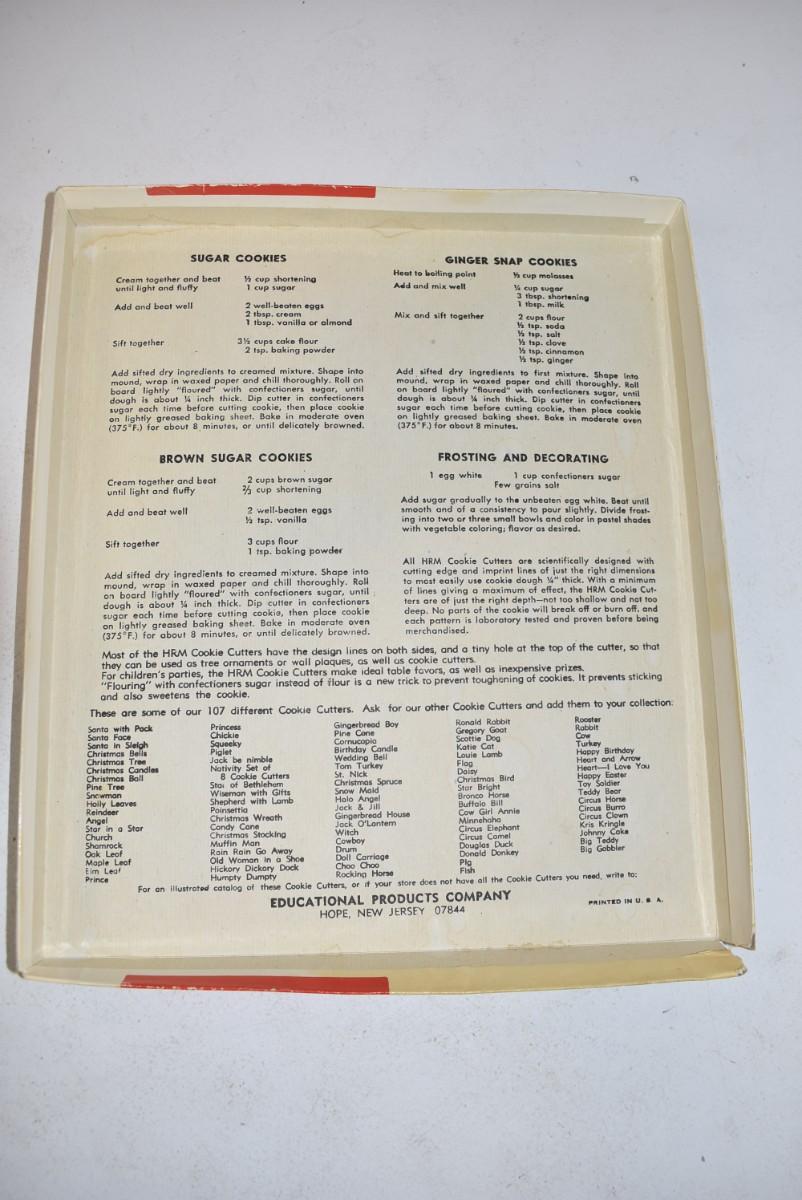 SUGAR COOKIES
Cream together and beat ½ cup shortening
until light and fluffy 1 cup sugar
Add and beat well 2 well-beaten eggs
2 tbsp. cream
1 tbsp. vanilla or almond
Sift together 3½ cups cake flour
2 tsp. baking powder
Add sifted dry ingredients to creamed mixture. Shape into
mound, wrap in waxed paper and chill thoroughly. Roll on
board lightly "floured" with confectioners sugar, until
dough is about ¼ inch thick. Dip cutter in confectioners
sugar each time before cutting cookie, then place cookie
on lightly greased baking sheet. Bake in moderate oven
(375°F.) for about 8 minutes, or until delicately browned.
GINGER SNAP COOKIES
Heat to boiling point ½ cup molasses
Add and mix well ¼ cup sugar
3 tbsp. shortening
1 tbsp. milk
Mix and sift together 2 cups flour
½ tsp. soda
½ tsp. salt
½ tsp. clove
½ tsp. cinnamon
½ tsp. ginger
Add sifted dry ingredients to first mixture. Shape into
mound, wrap in waxed paper and chill thoroughly. Roll
on board lightly "floured" with confectioners sugar, until
dough is about ¼ inch thick. Dip cutter in confectioners
sugar each time before cutting cookie, then place cookie
on lightly greased baking sheet. Bake in moderate oven
(375°F.) for about 8 minutes.
BROWN SUGAR COOKIES
Cream together and beat 2 cups brown sugar
until light and fluffy ⅔ cup shortening
Add and beat well 2 well-beaten eggs
½ tsp. vanilla
Sift together 3 cups flour
1 tsp. baking powder
Add sifted dry ingredients to creamed mixture. Shape into
mound, wrap in waxed paper and chill thoroughly. Roll
on board lightly "floured" with confectioners sugar, until
dough is about ¼ inch thick. Dip cutter in confectioners
sugar each time before cutting cookie, then place cookie
on lightly greased baking sheet. Bake in moderate oven
(375°F.) for about 8 minutes, or until delicately browned.
FROSTING AND DECORATING
1 egg white 1 cup confectioners sugar
Few grains salt
Add sugar gradually to the unbeaten egg white. Beat until
smooth and of a consistency to pour slightly. Divide frost-
ing into two or three small bowls and color in pastel shades
with vegetable coloring; flavor as desired.
All HRM Cookie Cutters are scientifically designed with
cutting edge and imprint lines of just the right dimensions
to most easily use cookie dough ¼" thick. With a minimum
of lines giving a maximum of effect, the HRM Cookie Cut-
ters are of just the right depth—not too shallow and not too
deep. No parts of the cookie will break off or burn off, and
each pattern is laboratory tested and proven before being
merchandised.
Most of the HRM Cookie Cutters have the design lines on both sides, and a tiny hole at the top of the cutter, so that
they can be used as tree ornaments or wall plaques, as well as cookie cutters.
For children's parties, the HRM Cookie Cutters make ideal table favors, as well as inexpensive prizes.
"Flouring" with confectioners sugar instead of flour is a new trick to prevent toughening of cookies. It prevents sticking
and also sweetens the cookie.
These are some of our 107 different Cookie Cutters. Ask for our other Cookie Cutters and add them to your collection:
Santa with Pack
Santa Face
Santa in Sleigh
Christmas Bells
Christmas Tree
Christmas Candles
Christmas Ball
Pine Tree
Snowman
Holly Leaves
Reindeer
Angel
Star in a Star
Church
Shamrock
Oak Leaf
Maple Leaf
Elm Leaf
Prince
Princess
Chickie
Squeeky
Piglet
Jack be nimble
Nativity Set of
8 Cookie Cutters
Star of Bethlehem
Wiseman with Gifts
Shepherd with Lamb
Poinsettia
Christmas Wreath
Candy Cane
Christmas Stocking
Muffin Man
Rain Rain Go Away
Old Woman in a Shoe
Hickory Dickory Dock
Humpty Dumpty
Gingerbread Boy
Pine Cone
Cornucopia
Birthday Candle
Wedding Bell
Tom Turkey
St. Nick
Christmas Spruce
Snow Maid
Halo Angel
Jack & Jill
Gingerbread House
Jack O'Lantern
Witch
Cowboy
Drum
Doll Carriage
Choo Choo
Rocking Horse
Ronald Rabbit
Gregory Goat
Scottie Dog
Katie Cat
Louie Lamb
Flag
Daisy
Christmas Bird
Star Bright
Bronco Horse
Buffalo Bill
Cow Girl Annie
Minnehaha
Circus Elephant
Circus Camel
Douglas Duck
Donald Donkey
Pig
Fish
Rooster
Rabbit
Cow
Turkey
Happy Birthday
Heart and Arrow
Heart—I Love You
Happy Easter
Toy Soldier
Teddy Bear
Circus Horse
Circus Burro
Circus Clown
Kris Kringle
Johnny Cake
Big Teddy
Big Gobbler
For an illustrated catalog of these Cookie Cutters, or if your store does not have all the Cookie Cutters you need, write to:
EDUCATIONAL PRODUCTS COMPANY
HOPE, NEW JERSEY 07844
PRINTED IN U. S. A.